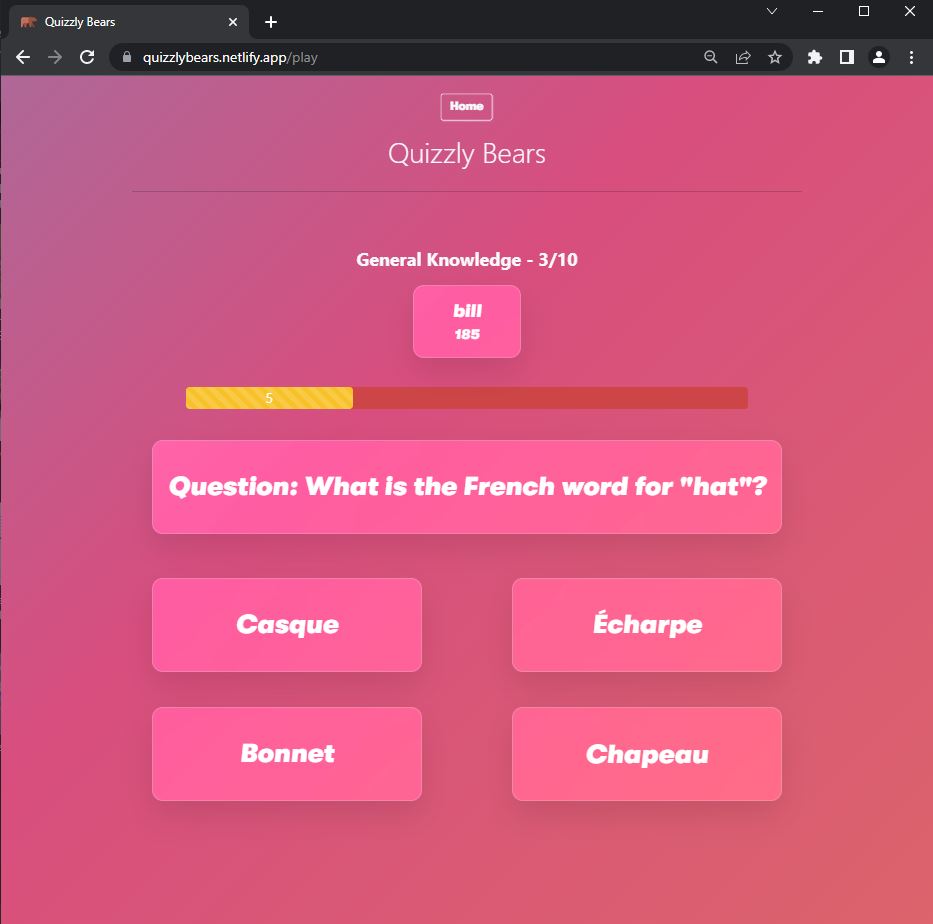 Quizzly Bears
quizzlybears.netlify.app/play
Home
Quizzly Bears
General Knowledge - 3/10
bill
185
5
Question: What is the French word for "hat"?
Casque
Écharpe
Bonnet
Chapeau